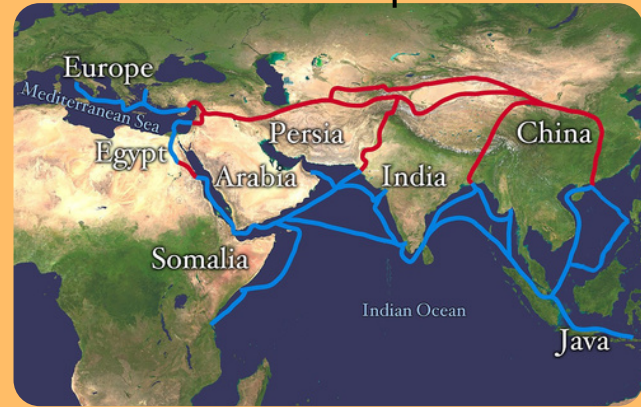 Europe
Mediterranean Sea
Egypt
Persia
Arabia
India
China
Somalia
Indian Ocean
Java